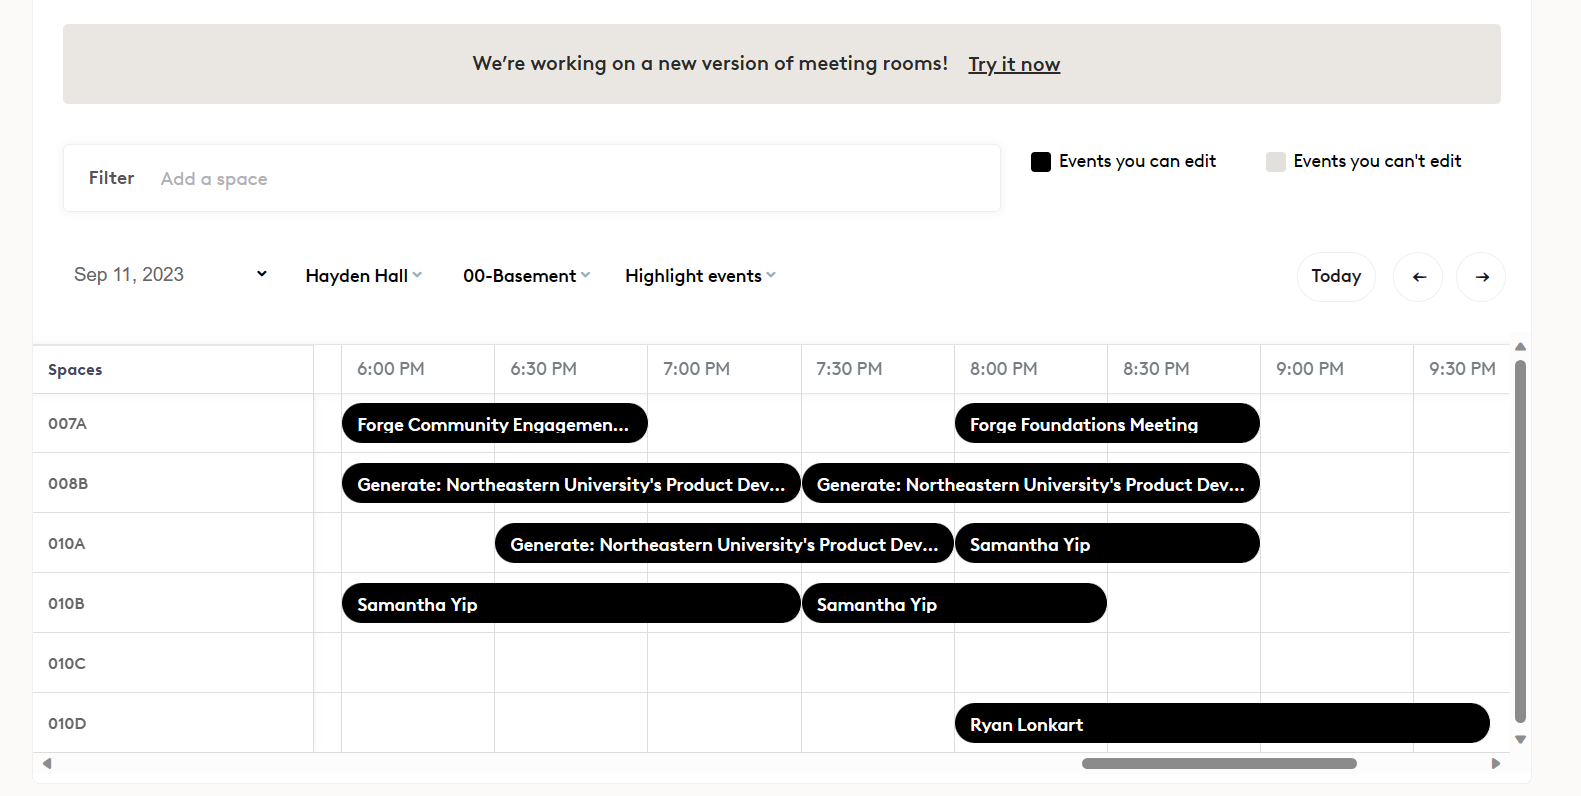 We're working on a new version of meeting rooms! Try it now
Filter Add a space
Events you can edit Events you can't edit
Sep 11, 2023 Hayden Hall 00-Basement Highlight events Today ← →
Spaces 6:00 PM 6:30 PM 7:00 PM 7:30 PM 8:00 PM 8:30 PM 9:00 PM 9:30 PM
007A Forge Community Engagemen... Forge Foundations Meeting
008B Generate: Northeastern University's Product Dev... Generate: Northeastern University's Product Dev...
010A Generate: Northeastern University's Product Dev... Samantha Yip
010B Samantha Yip Samantha Yip
010C
010D Ryan Lonkart